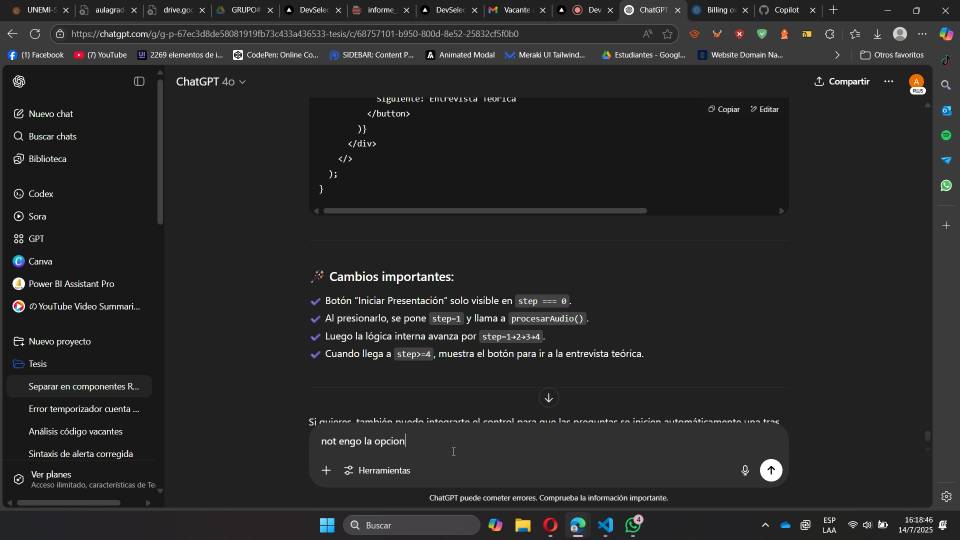 UNEMI-S
aulagrad
drive.goo
GRUPO#
DevSelec
informe_
DevSelec
Vacante
Dev
ChatGPT
Billing ov
Copilot
https://chatgpt.com/g/g-p-67ec3d8de58081919fb73c433a436533-tesis/c/68757101-b950-800d-8e52-25832cf5f0b0
(1) Facebook
(7) YouTube
2269 elementos de i...
CodePen: Online Co...
SIDEBAR: Content P...
Animated Modal
Meraki UI Tailwind...
Estudiantes - Googl...
Website Domain Na...
Otros favoritos
ChatGPT 4o
Compartir
A
PLUS
Nuevo chat
Buscar chats
Biblioteca
Codex
Sora
GPT
Canva
Power BI Assistant Pro
の YouTube Video Summari...
Nuevo proyecto
Tesis
Separar en componentes R...
Error temporizador cuenta ...
Análisis código vacantes
Sintaxis de alerta corregida
Ver planes
Acceso ilimitado, características de Te
Copiar
Editar
Siguiente: Entrevista Teórica
</button>
)}
</div>
</>
);
}
Cambios importantes:
Botón “Iniciar Presentación” solo visible en step === 0.
Al presionarlo, se pone step=1 y llama a procesarAudio().
Luego la lógica interna avanza por step=1→2→3→4.
Cuando llega a step>=4, muestra el botón para ir a la entrevista teórica.
Si quieres, también puedo integrarte el control para que las preguntas se inicien automáticamente una tras
not engo la opcion
Herramientas
ChatGPT puede cometer errores. Comprueba la información importante.
Buscar
4
ESP
LAA
16:18:46
14/7/2025